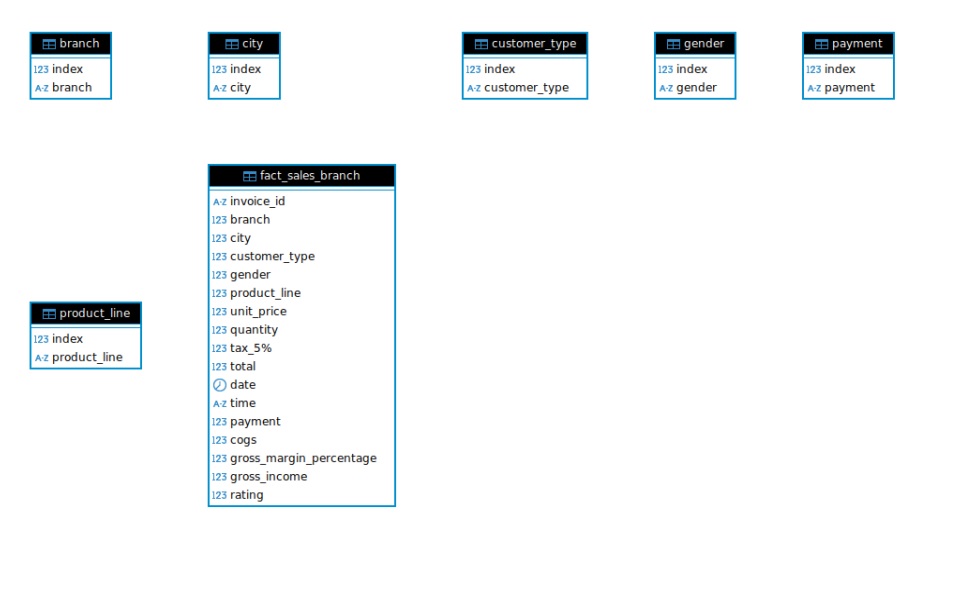 branch
123 index
A-Z branch
city
123 index
A-Z city
customer_type
123 index
A-Z customer_type
gender
123 index
A-Z gender
payment
123 index
A-Z payment
fact_sales_branch
A-Z invoice_id
123 branch
123 city
123 customer_type
123 gender
123 product_line
123 unit_price
123 quantity
123 tax_5%
123 total
date
A-Z time
123 payment
123 cogs
123 gross_margin_percentage
123 gross_income
123 rating
product_line
123 index
A-Z product_line